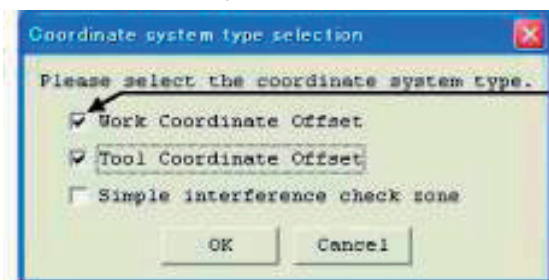 Coordinate system type selection
Please select the coordinate system type.
Work Coordinate Offset
Tool Coordinate Offset
Simple interference check zone
OK Cancel